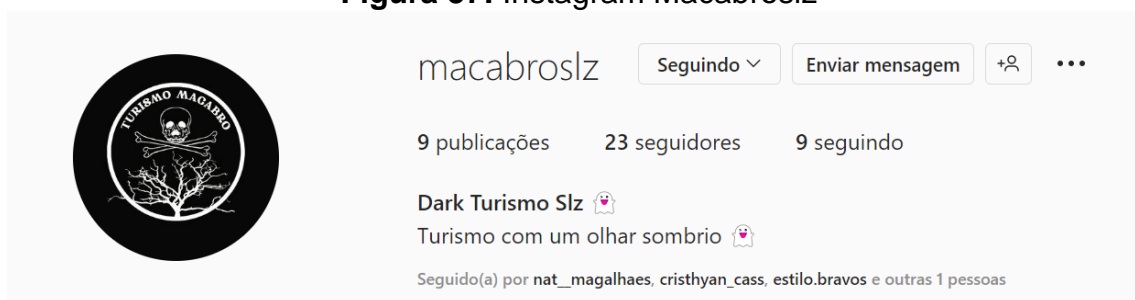 Figura 37. Instagram Macabroslz
TURISMO MACABRO
macabroslz Seguindo Enviar mensagem
9 publicações 23 seguidores 9 seguindo
Dark Turismo Slz 👻
Turismo com um olhar sombrio 👻
Seguido(a) por nat__magalhaes, cristhyan_cass, estilo.bravos e outras 1 pessoas